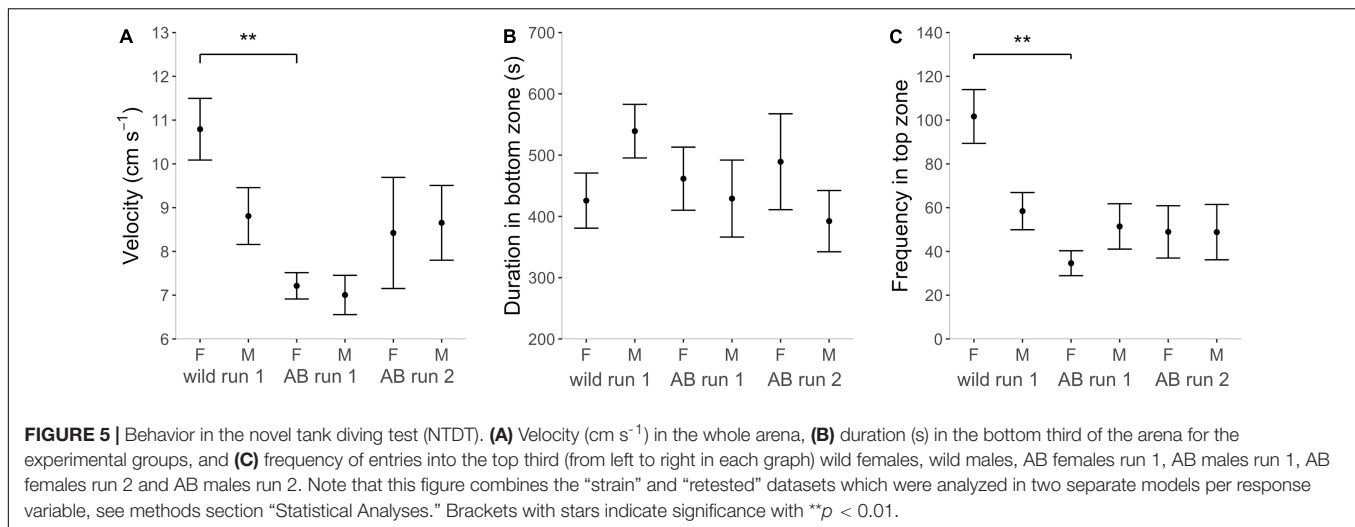 A
**
Velocity (cm s⁻¹)
13
12
11
10
9
8
7
6
F M F M F M
wild run 1 AB run 1 AB run 2
B
Duration in bottom zone (s)
700
600
500
400
300
200
F M F M F M
wild run 1 AB run 1 AB run 2
C
**
Frequency in top zone
140
120
100
80
60
40
20
0
F M F M F M
wild run 1 AB run 1 AB run 2
FIGURE 5 | Behavior in the novel tank diving test (NTDT). (A) Velocity (cm s⁻¹) in the whole arena, (B) duration (s) in the bottom third of the arena for the
experimental groups, and (C) frequency of entries into the top third (from left to right in each graph) wild females, wild males, AB females run 1, AB males run 1, AB
females run 2 and AB males run 2. Note that this figure combines the “strain” and “retested” datasets which were analyzed in two separate models per response
variable, see methods section “Statistical Analyses.” Brackets with stars indicate significance with **p < 0.01.